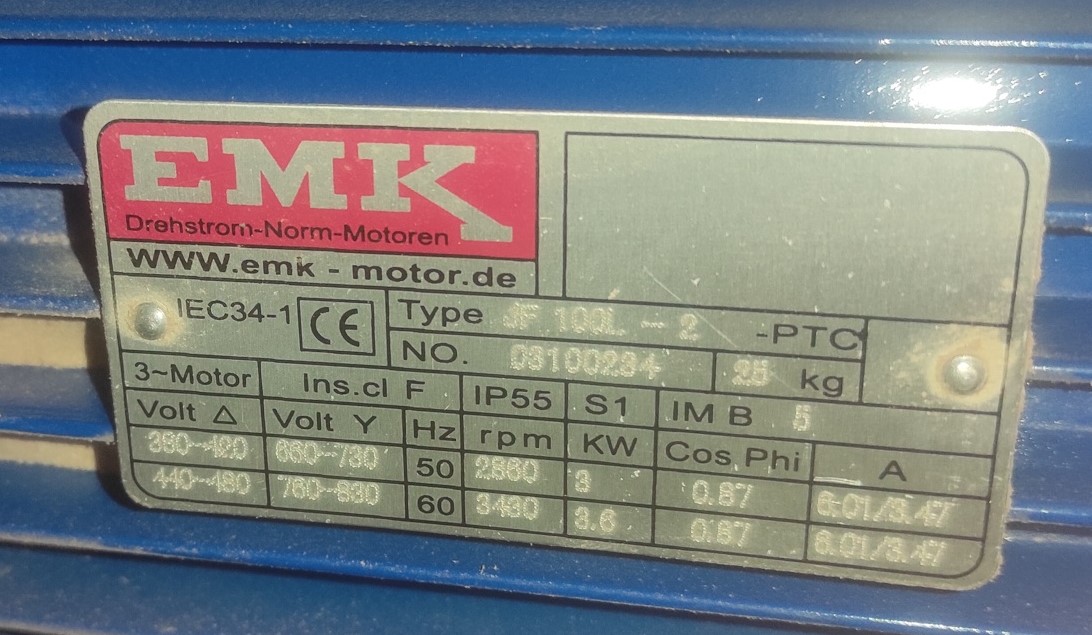 EMK
Drehstrom-Norm-Motoren
WWW.emk - motor.de
IEC34-1 CE Type 100L - 2 -PTC
NO. 03100234 25 kg
3~Motor Ins.cl F IP55 S1 IM B 5
Volt Δ Volt Y Hz rpm KW Cos Phi A
380~420 660~730 50 2860 3 0.87 6.01/3.47
440~480 760~830 60 3430 3.6 0.87 6.01/3.47